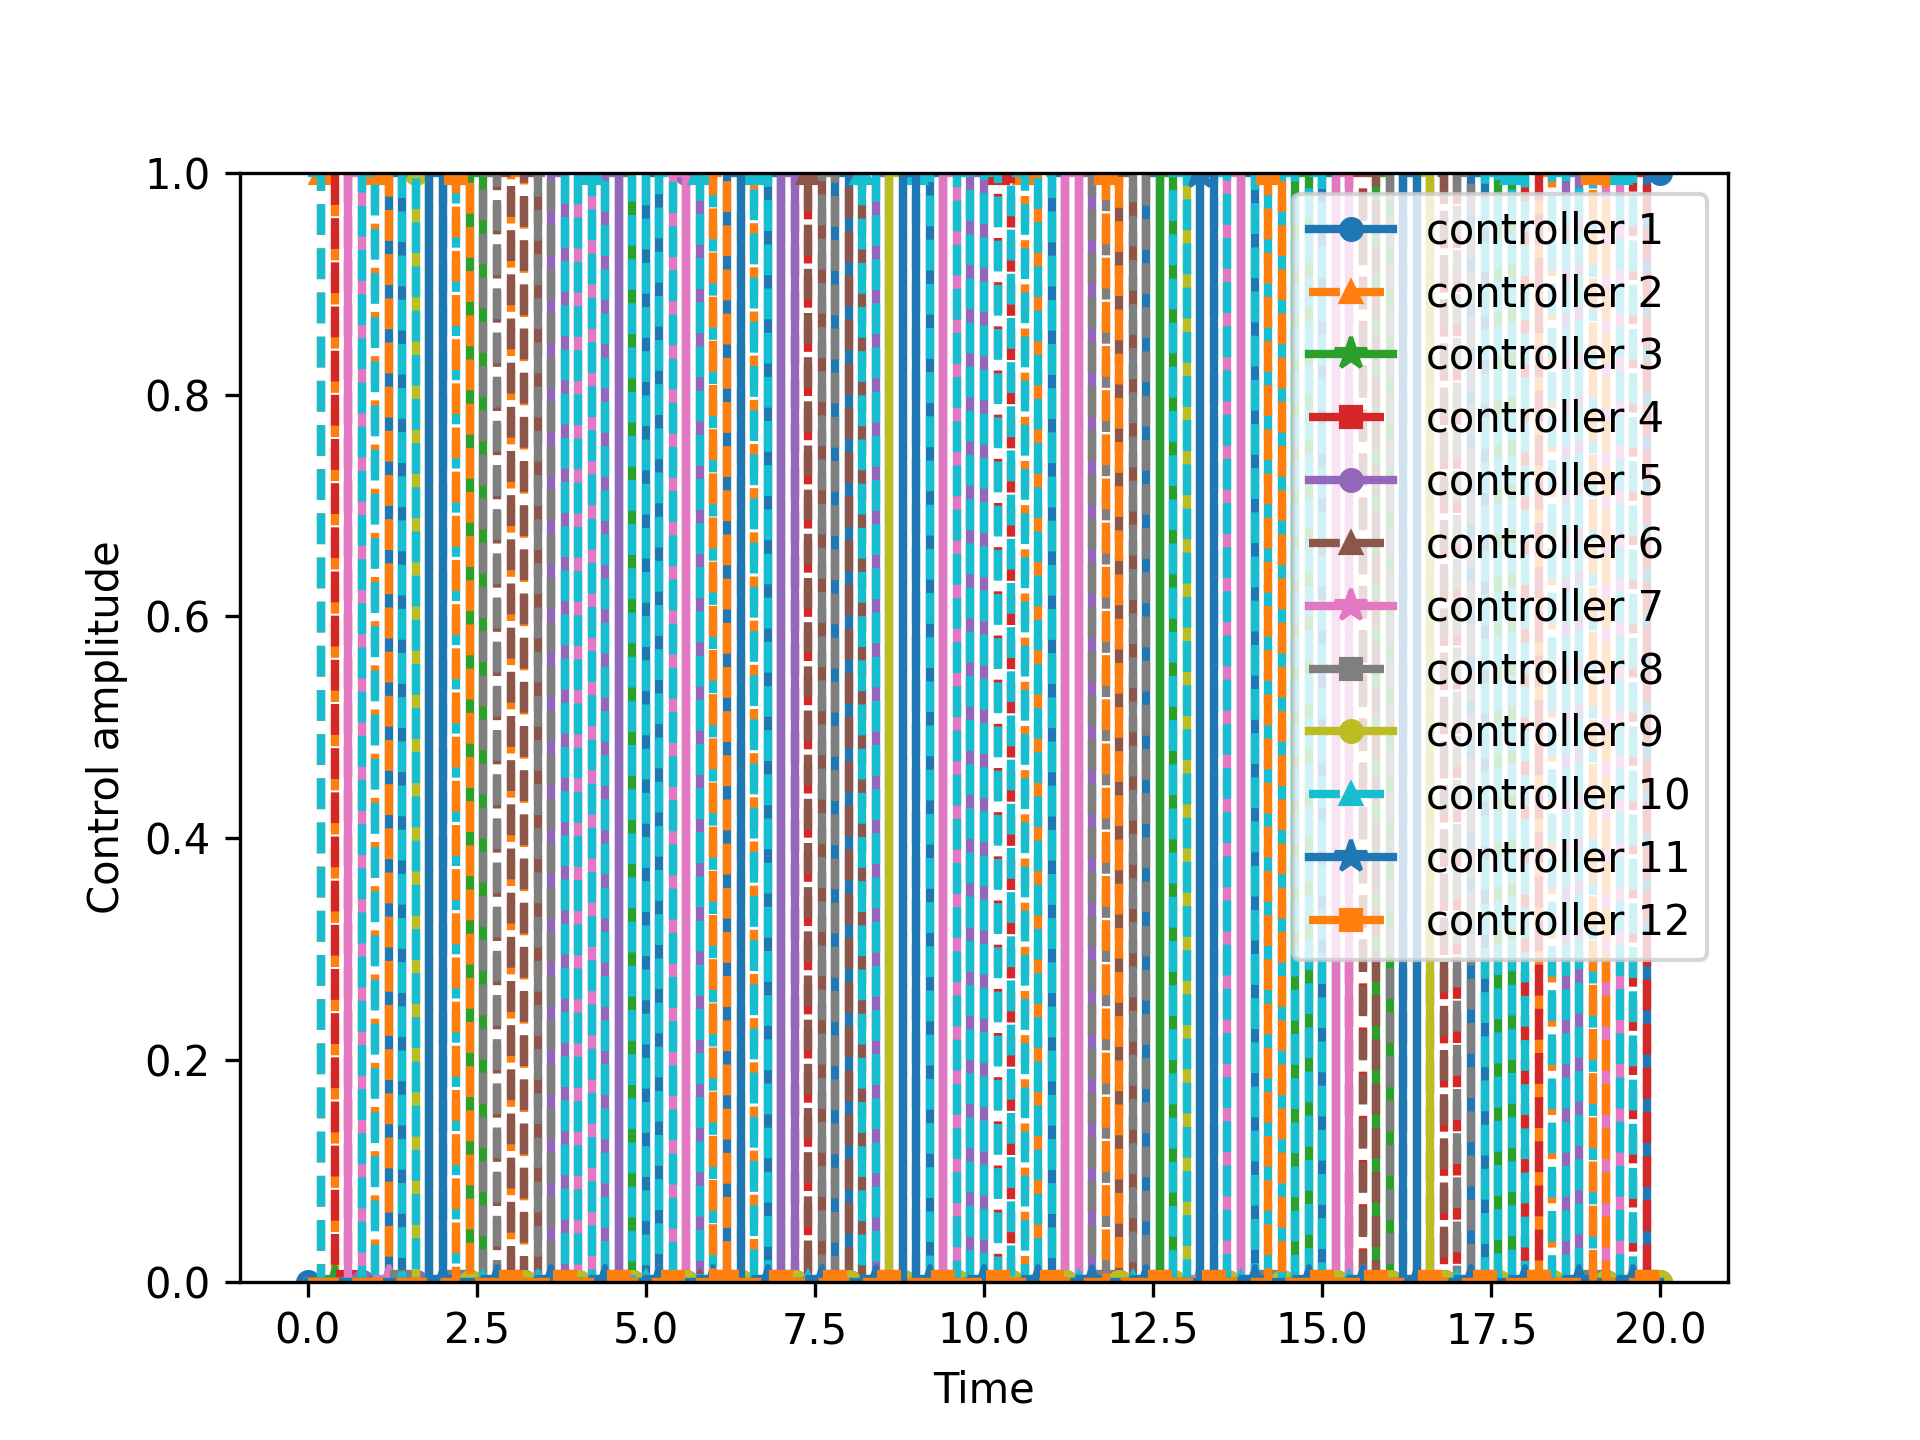 1.0
0.8
0.6
0.4
0.2
0.0
Control amplitude
controller 1
controller 2
controller 3
controller 4
controller 5
controller 6
controller 7
controller 8
controller 9
controller 10
controller 11
controller 12
0.0 2.5 5.0 7.5 10.0 12.5 15.0 17.5 20.0
Time